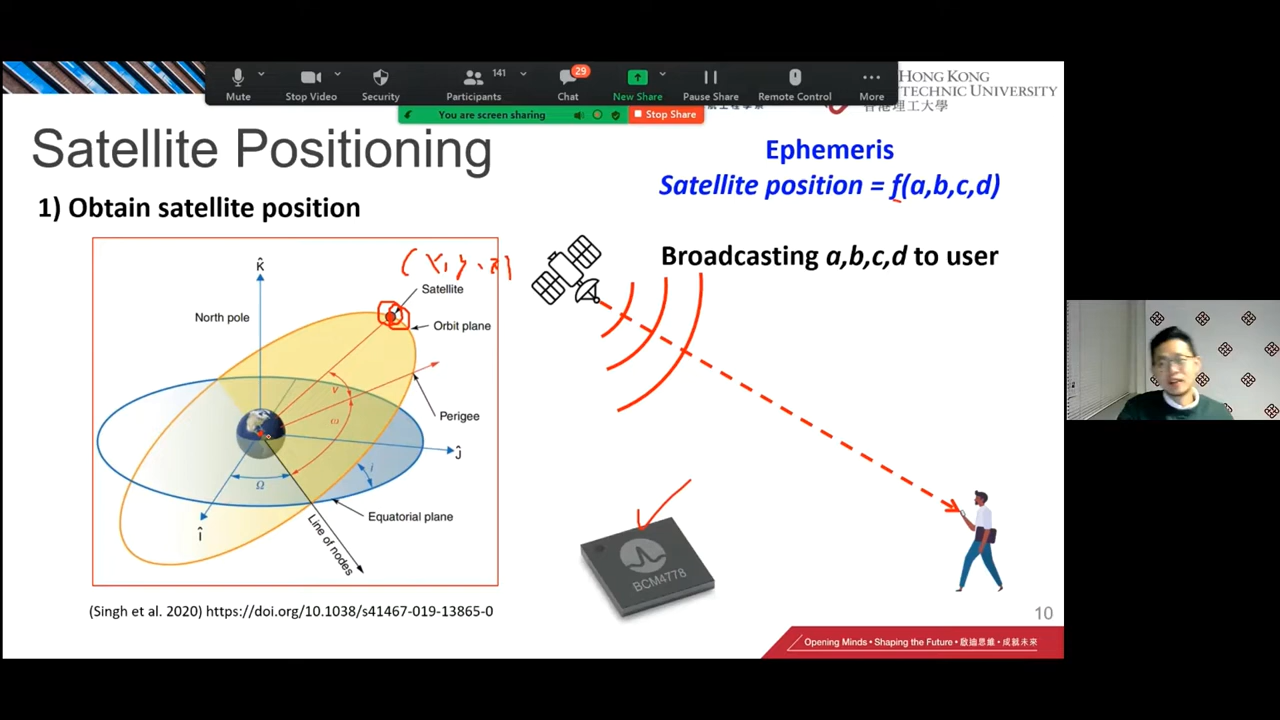 141
29
Mute
Stop Video
Security
Participants
Chat
New Share
Pause Share
Remote Control
More
You are screen sharing
Stop Share
HONG KONG
TECHNIC UNIVERSITY
香港理工大學
Satellite Positioning
Ephemeris
Satellite position = f(a,b,c,d)
1) Obtain satellite position
Broadcasting a,b,c,d to user
(x,y,z)
K̂
Satellite
North pole
Orbit plane
Perigee
ν
ω
Ĵ
i
Ω
Equatorial plane
Î
Line of nodes
BCM4778
(Singh et al. 2020) https://doi.org/10.1038/s41467-019-13865-0
10
Opening Minds • Shaping the Future • 啟迪思維 • 成就未來